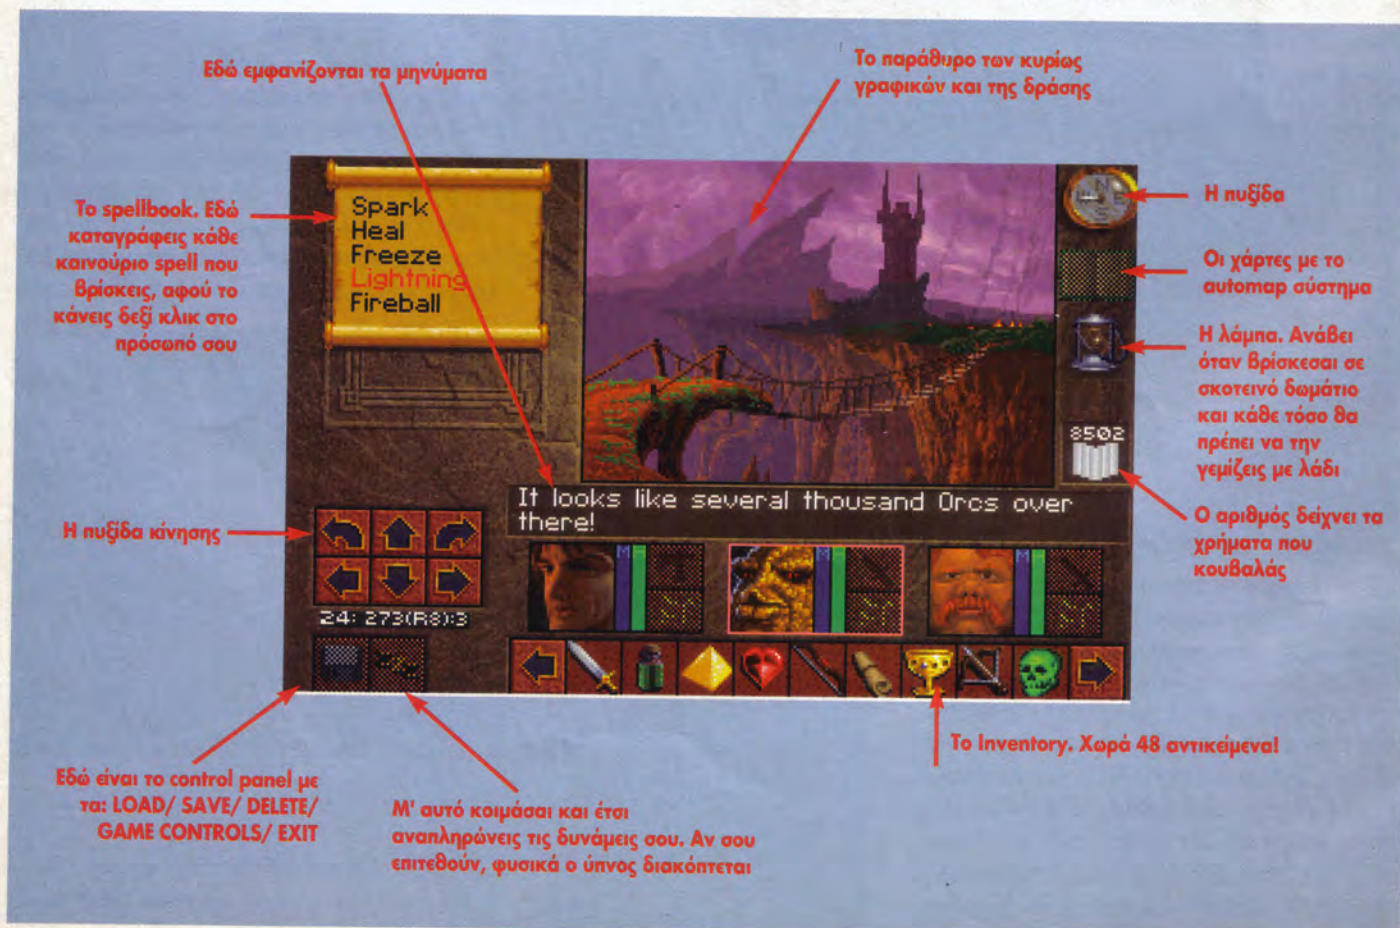 Εδώ εμφανίζονται τα μηνύματα
Το παράθυρο των κυρίως
γραφικών και της δράσης
Το spellbook. Εδώ
καταγράφεις κάθε
καινούριο spell που
βρίσκεις, αφού το
κάνεις δεξί κλικ στο
πρόσωπό σου
Spark
Heal
Freeze
Lightning
Fireball
Η πυξίδα
Οι χάρτες με το
automap σύστημα
Η λάμπα. Ανάβει
όταν βρίσκεσαι σε
σκοτεινό δωμάτιο
και κάθε τόσο θα
πρέπει να την
γεμίζεις με λάδι
8502
Ο αριθμός δείχνει τα
χρήματα που
κουβαλάς
It looks like several thousand Orcs over
there!
Η πυξίδα κίνησης
24: 273(R8):3
Το Inventory. Χωρά 48 αντικείμενα!
Εδώ είναι το control panel με
τα: LOAD/ SAVE/ DELETE/
GAME CONTROLS/ EXIT
Μ' αυτό κοιμάσαι και έτσι
αναπληρώνεις τις δυνάμεις σου. Αν σου
επιτεθούν, φυσικά ο ύπνος διακόπτεται